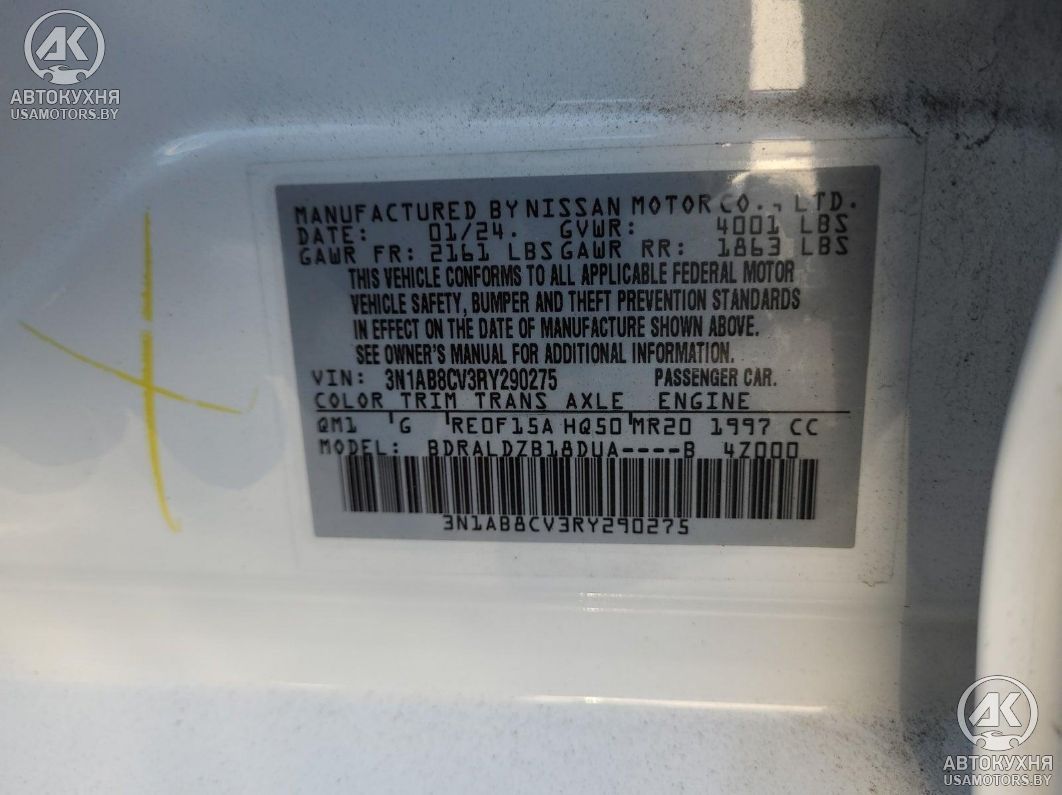 АК
АВТОКУХНЯ
USAMOTORS.BY
MANUFACTURED BY NISSAN MOTOR CO., LTD.
DATE: 01/24. GVWR: 4001 LBS
GAWR FR: 2161 LBS GAWR RR: 1863 LBS
THIS VEHICLE CONFORMS TO ALL APPLICABLE FEDERAL MOTOR
VEHICLE SAFETY, BUMPER AND THEFT PREVENTION STANDARDS
IN EFFECT ON THE DATE OF MANUFACTURE SHOWN ABOVE.
SEE OWNER'S MANUAL FOR ADDITIONAL INFORMATION.
VIN: 3N1AB8CV3RY290275 PASSENGER CAR.
COLOR TRIM TRANS AXLE ENGINE
QM1 G RE0F15A HQ50 MR20 1997 CC
MODEL: BDRALDZB18DUA----B 4Z000
3N1AB8CV3RY290275
АК
АВТОКУХНЯ
USAMOTORS.BY